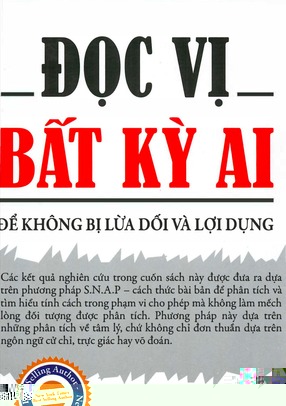 ĐỌC VỊ
BẤT KỲ AI
ĐỂ KHÔNG BỊ LỪA DỐI VÀ LỢI DỤNG
Các kết quả nghiên cứu trong cuốn sách này được đưa ra dựa
trên phương pháp S.N.A.P – cách thức bài bản để phân tích và
tìm hiểu tính cách trong phạm vi cho phép mà không làm mếch
lòng đối tượng được phân tích. Phương pháp này dựa trên
những phân tích về tâm lý, chứ không chỉ đơn thuần dựa trên
ngôn ngữ cử chỉ, trực giác hay võ đoán.
Selling Author